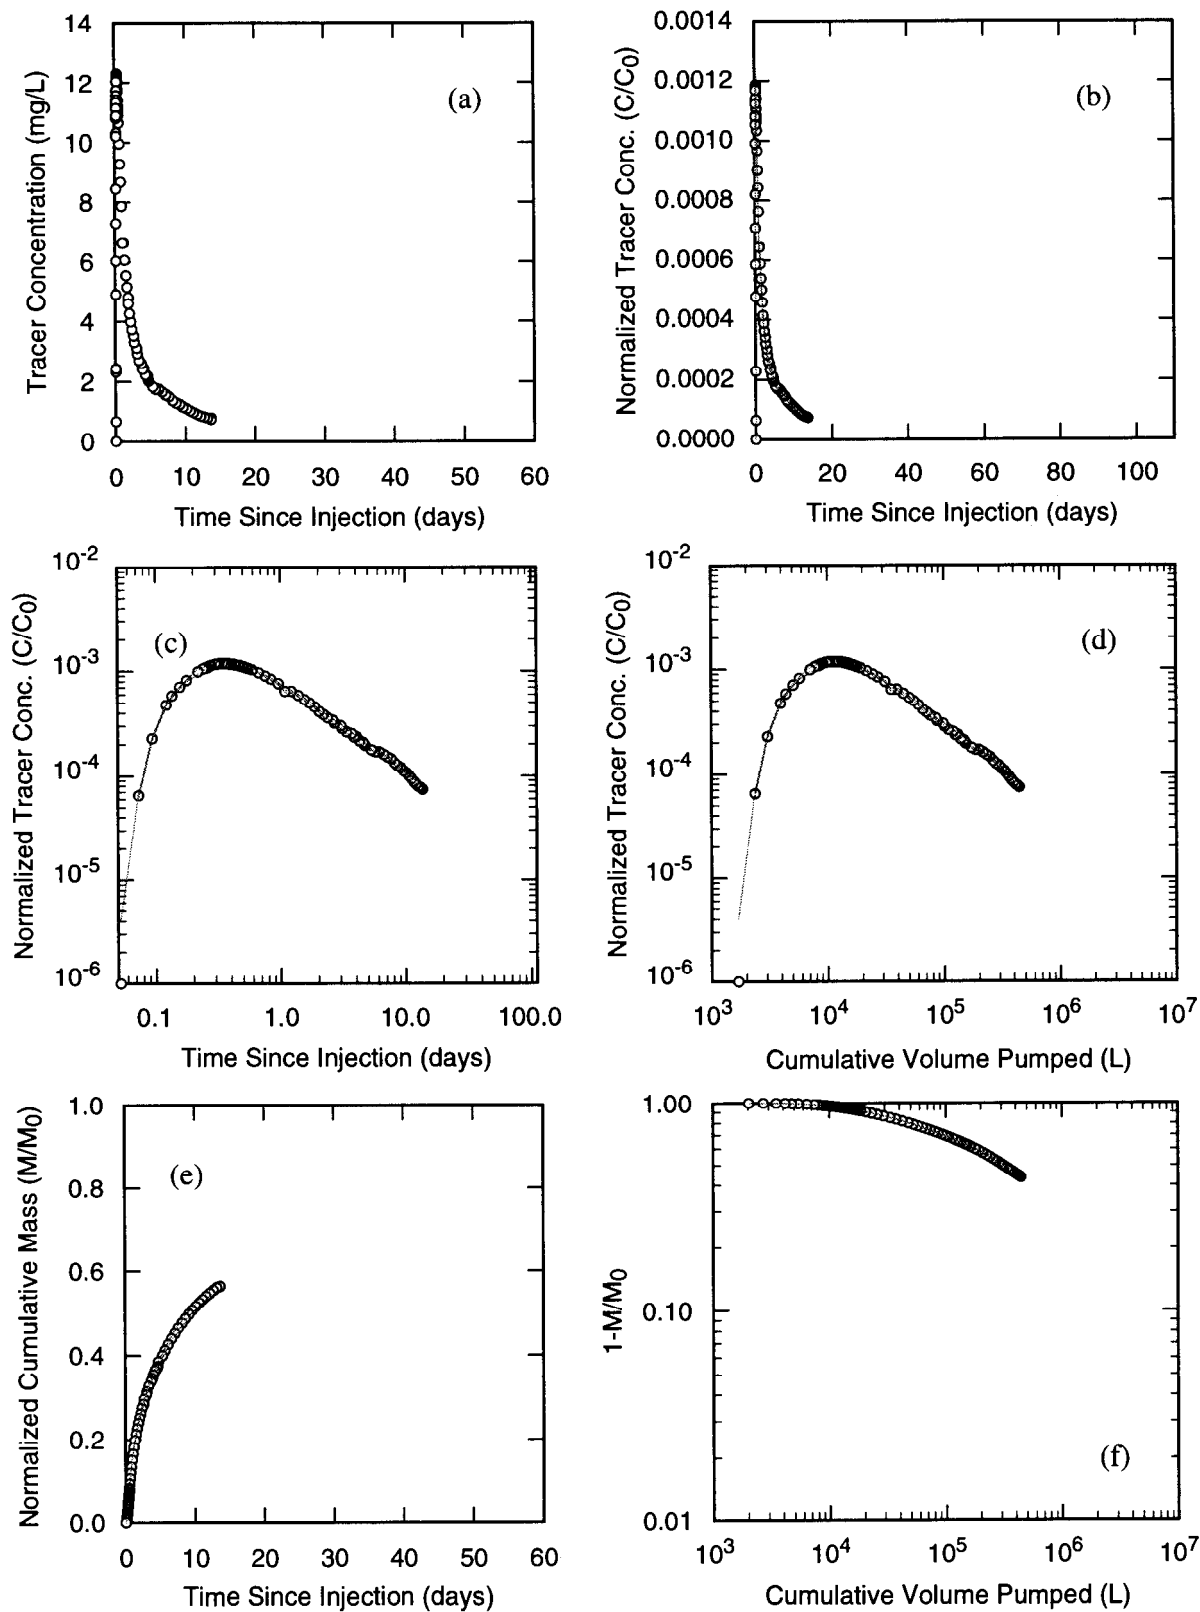 14
12
10
8
6
4
2
0
Tracer Concentration (mg/L)
(a)
0 10 20 30 40 50 60
Time Since Injection (days)
0.0014
0.0012
0.0010
0.0008
0.0006
0.0004
0.0002
0.0000
Normalized Tracer Conc. (C/C0)
(b)
0 20 40 60 80 100
Time Since Injection (days)
10-2
10-3
10-4
10-5
10-6
Normalized Tracer Conc. (C/C0)
(c)
0.1 1.0 10.0 100.0
Time Since Injection (days)
10-2
10-3
10-4
10-5
10-6
Normalized Tracer Conc. (C/C0)
(d)
103 104 105 106 107
Cumulative Volume Pumped (L)
1.0
0.8
0.6
0.4
0.2
0.0
Normalized Cumulative Mass (M/M0)
(e)
0 10 20 30 40 50 60
Time Since Injection (days)
1.00
0.10
0.01
1-M/M0
(f)
103 104 105 106 107
Cumulative Volume Pumped (L)